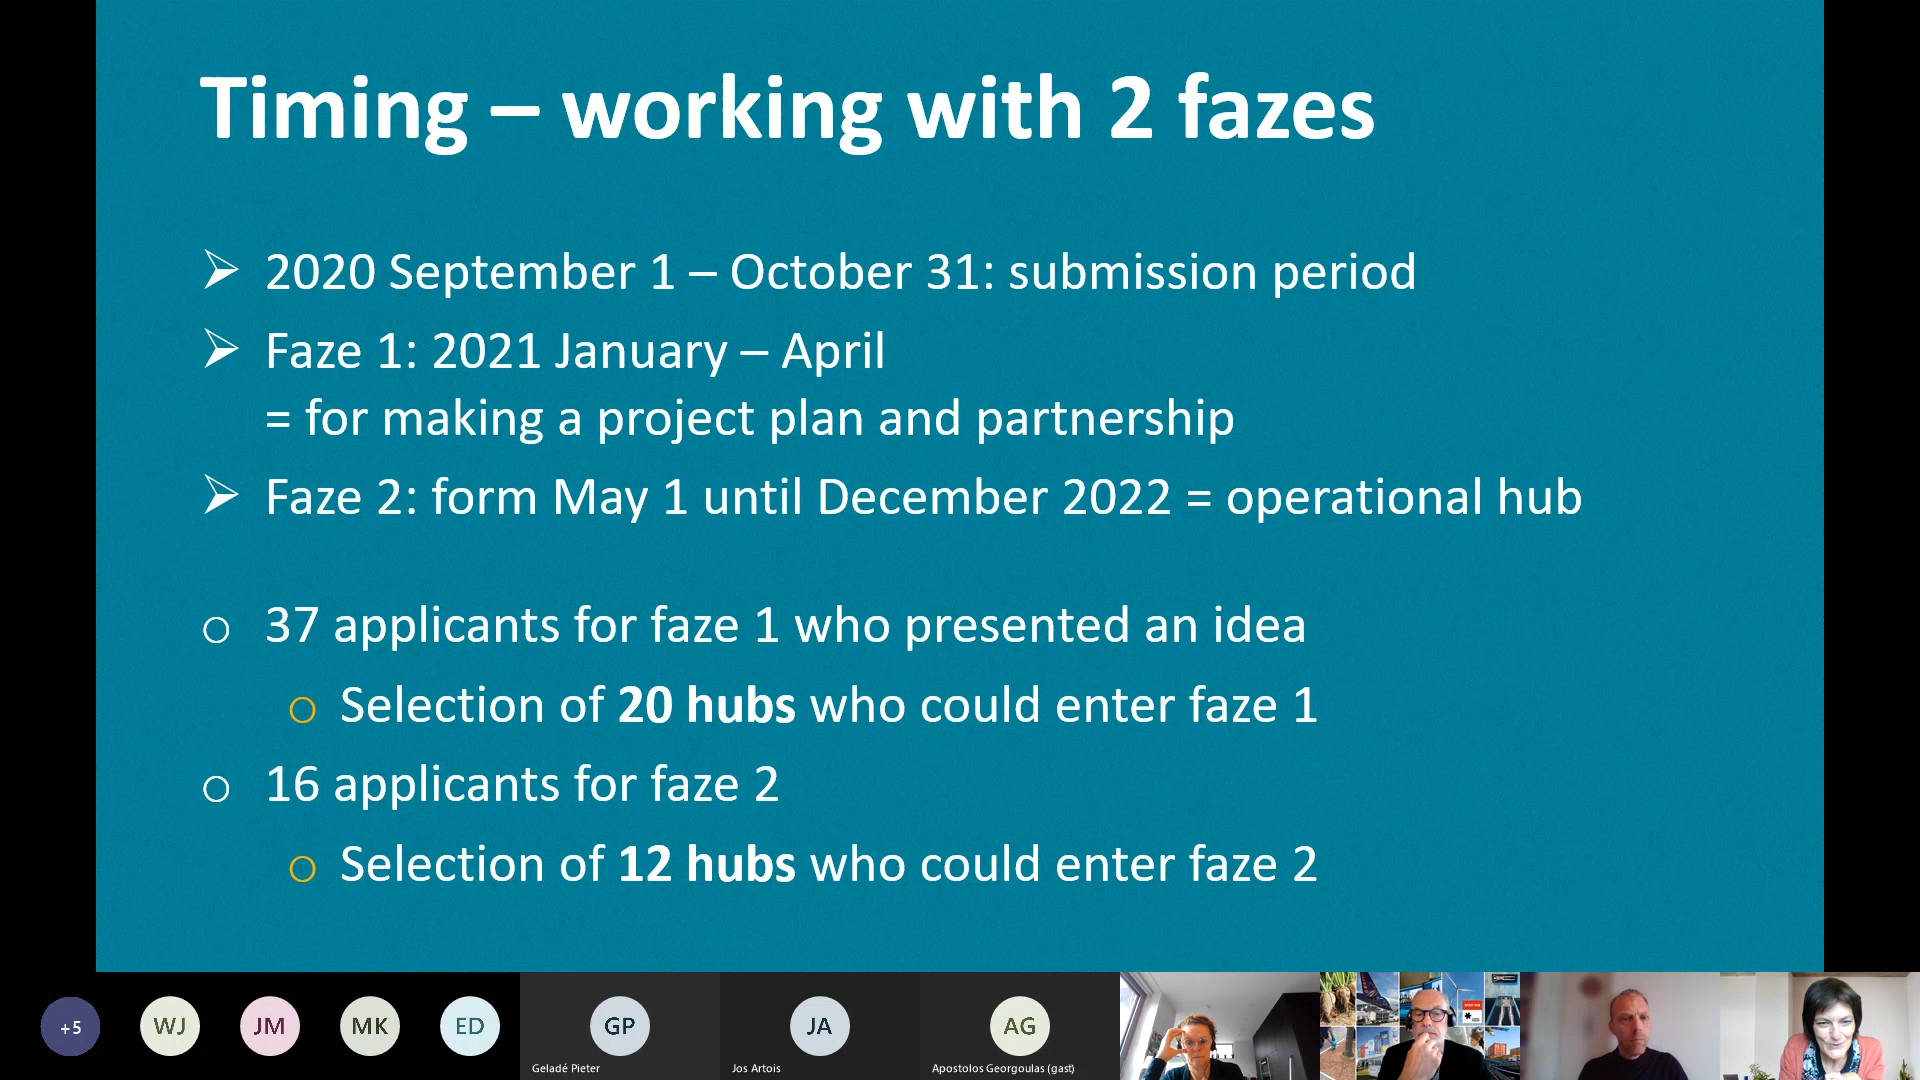 Timing – working with 2 fazes
2020 September 1 – October 31: submission period
Faze 1: 2021 January – April
= for making a project plan and partnership
Faze 2: form May 1 until December 2022 = operational hub
37 applicants for faze 1 who presented an idea
Selection of 20 hubs who could enter faze 1
16 applicants for faze 2
Selection of 12 hubs who could enter faze 2
+5
WJ
JM
MK
ED
GP
Geladé Pieter
JA
Jos Artois
AG
Apostolos Georgoulas (gast)